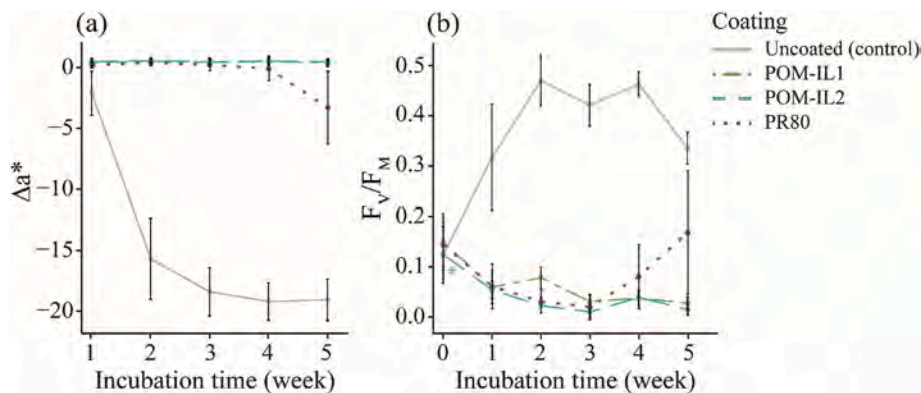 (a)
0
−5
−10
−15
−20
Δa*
1 2 3 4 5
Incubation time (week)
(b)
0,5
0,4
0.3
0.2
0.1
0.0
Fv/FM
*
0 1 2 3 4 5
Incubation time (week)
Coating
Uncoated (control)
POM-IL1
POM-IL2
PR80